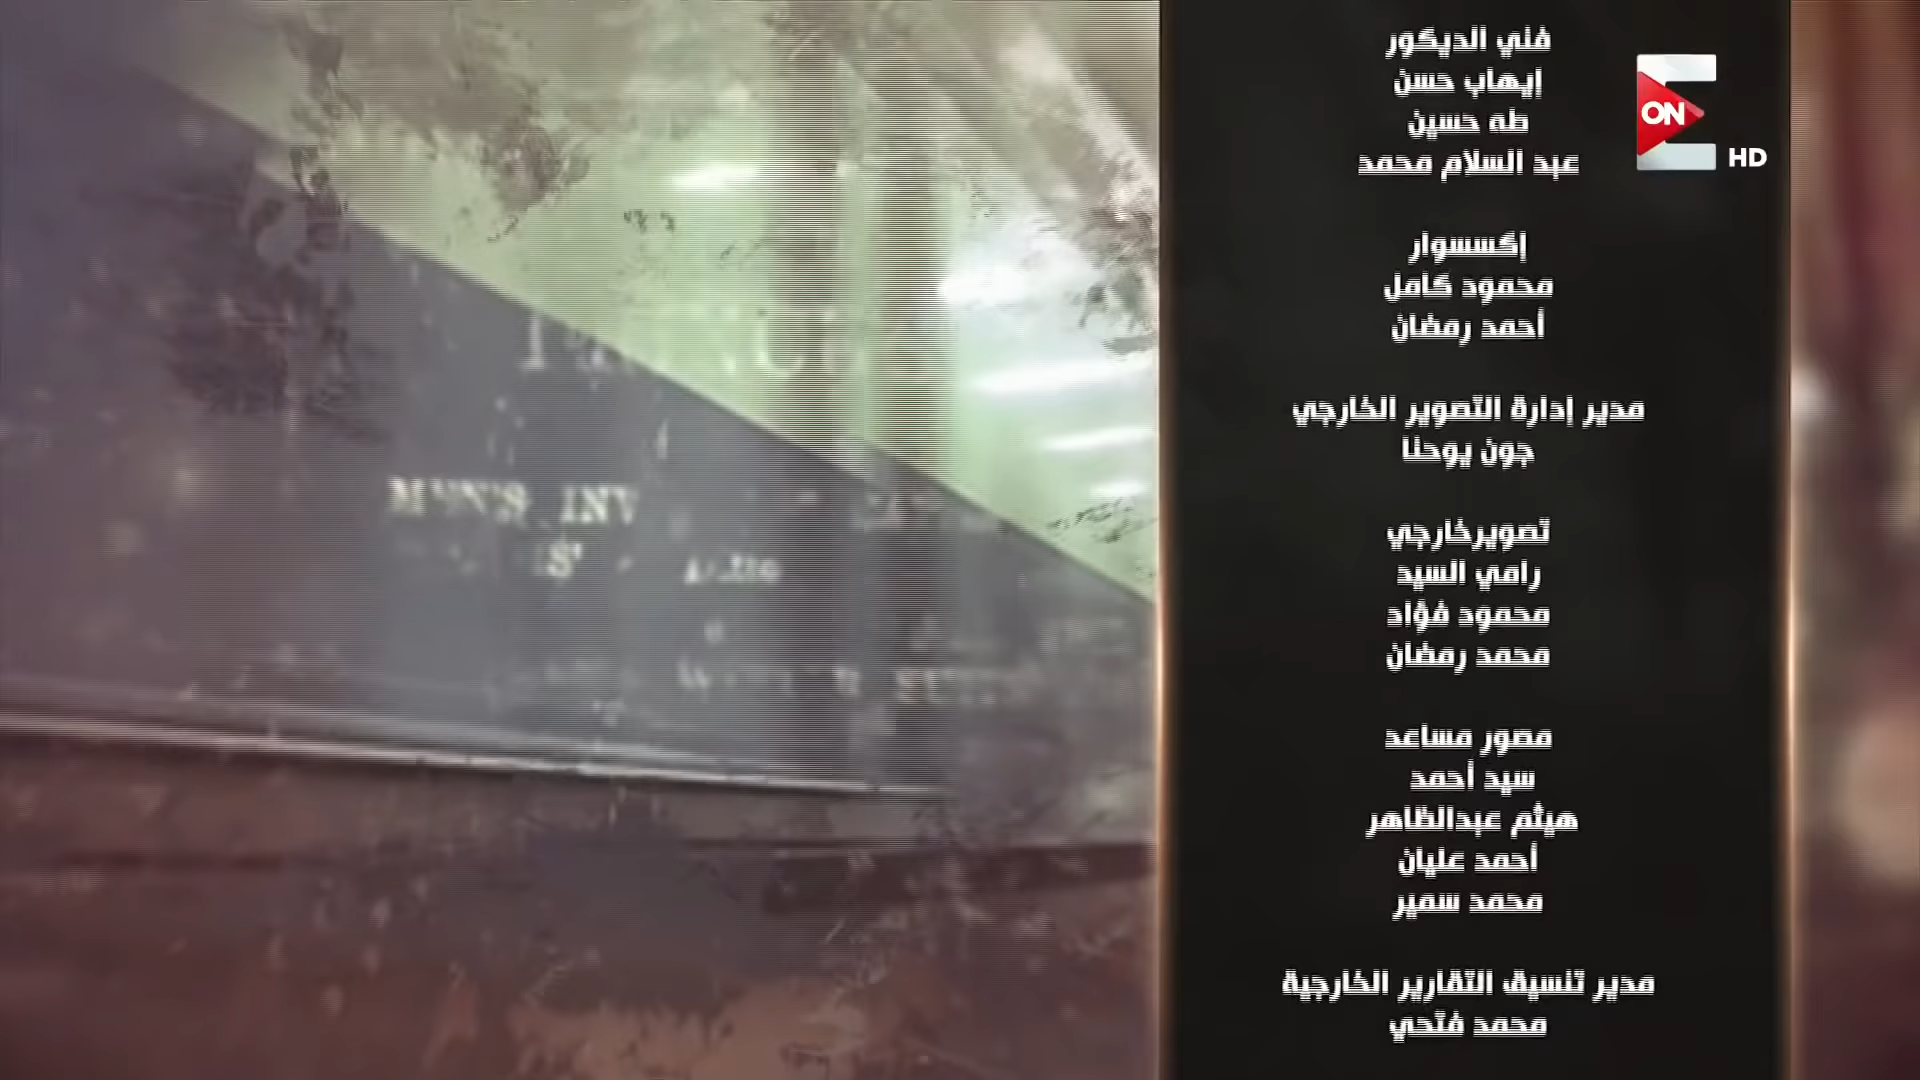 فني الديكور
إيهاب حسن
طه حسين
عبد السلام محمد
إكسسوار
محمود كامل
أحمد رمضان
مدير إدارة التصوير الخارجي
جون يوحنا
تصويرخارجي
رامي السيد
محمود فؤاد
محمد رمضان
مصور مساعد
سيد أحمد
هيثم عبدالظاهر
أحمد عليان
محمد سمير
مدير تنسيق التقارير الخارجية
محمد فتحي
ON
E
HD